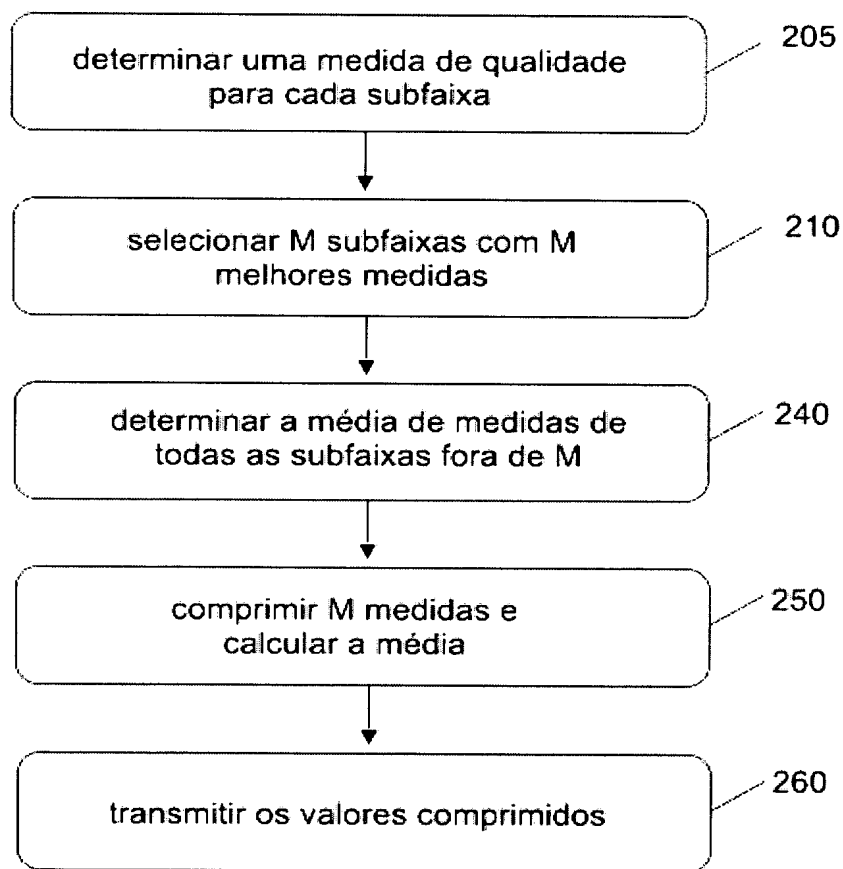 determinar uma medida de qualidade
para cada subfaixa
205
selecionar M subfaixas com M
melhores medidas
210
determinar a média de medidas de
todas as subfaixas fora de M
240
comprimir M medidas e
calcular a média
250
transmitir os valores comprimidos
260